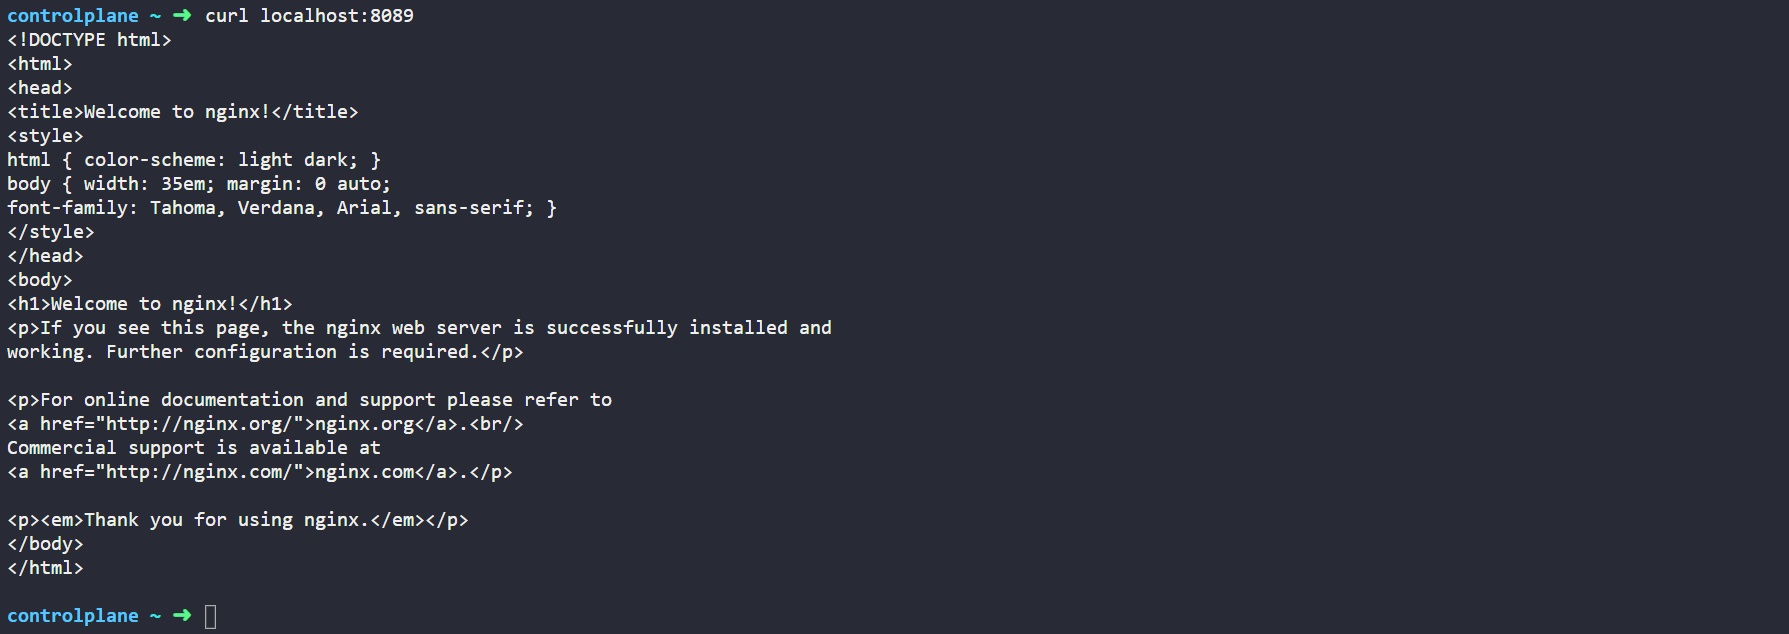 controlplane ~ ➜ curl localhost:8089
<!DOCTYPE html>
<html>
<head>
<title>Welcome to nginx!</title>
<style>
html { color-scheme: light dark; }
body { width: 35em; margin: 0 auto;
font-family: Tahoma, Verdana, Arial, sans-serif; }
</style>
</head>
<body>
<h1>Welcome to nginx!</h1>
<p>If you see this page, the nginx web server is successfully installed and
working. Further configuration is required.</p>

<p>For online documentation and support please refer to
<a href="http://nginx.org/">nginx.org</a>.<br/>
Commercial support is available at
<a href="http://nginx.com/">nginx.com</a>.</p>

<p><em>Thank you for using nginx.</em></p>
</body>
</html>

controlplane ~ ➜